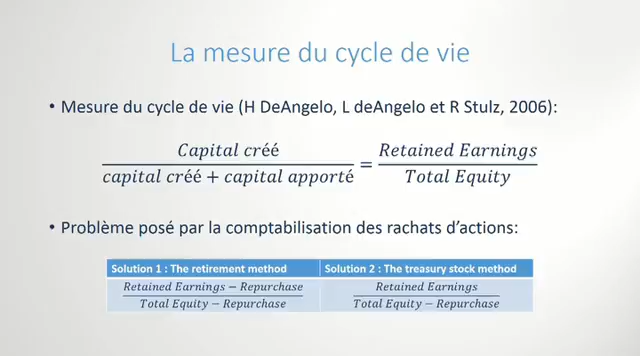 La mesure du cycle de vie
• Mesure du cycle de vie (H DeAngelo, L deAngelo et R Stulz, 2006):
Capital créé / capital créé + capital apporté = Retained Earnings / Total Equity
• Problème posé par la comptabilisation des rachats d'actions:
Solution 1 : The retirement method
Solution 2 : The treasury stock method
Retained Earnings − Repurchase / Total Equity − Repurchase
Retained Earnings / Total Equity − Repurchase